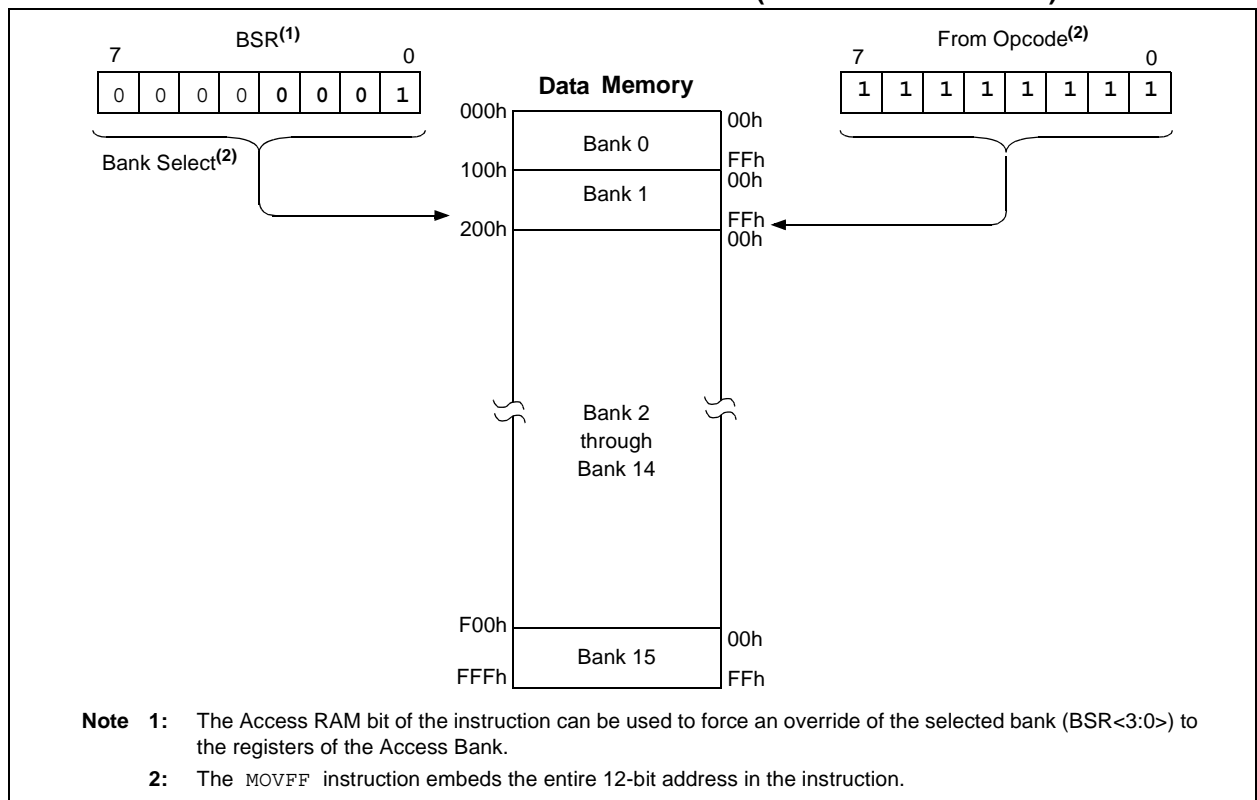 BSR(1)
7 0
0 0 0 0 0 0 0 1
Bank Select(2)
From Opcode(2)
7 0
1 1 1 1 1 1 1 1
Data Memory
000h
Bank 0
00h
FFh
100h
Bank 1
00h
FFh
200h
00h
Bank 2
through
Bank 14
F00h
Bank 15
00h
FFFh
FFh
Note 1: The Access RAM bit of the instruction can be used to force an override of the selected bank (BSR<3:0>) to
the registers of the Access Bank.
2: The MOVFF instruction embeds the entire 12-bit address in the instruction.